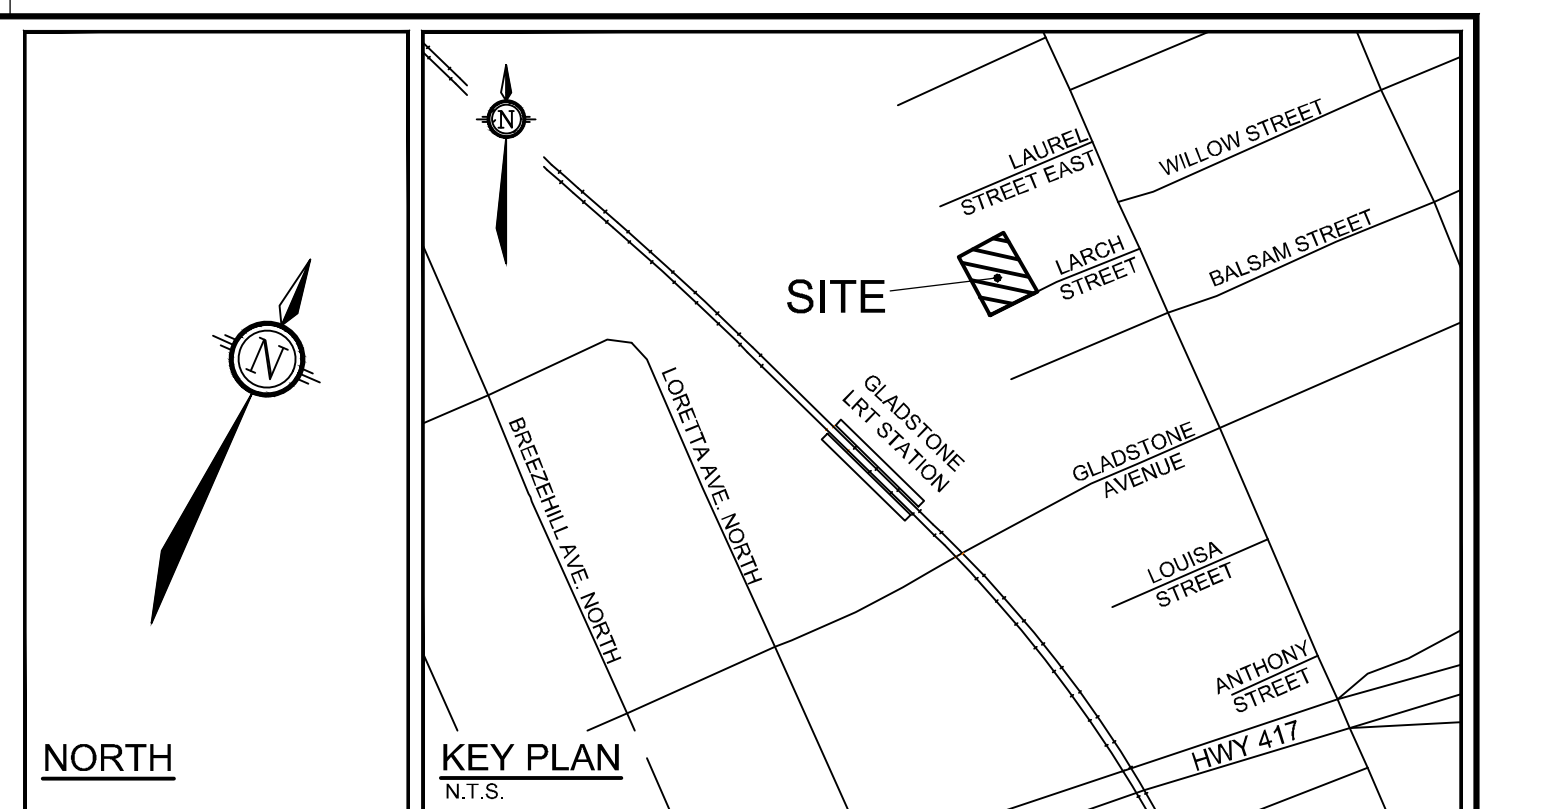 N
NORTH
N
LAUREL
STREET EAST
WILLOW STREET
LARCH
STREET
BALSAM STREET
SITE
GLADSTONE
LRT STATION
LORETTA AVE. NORTH
BREEZEHILL AVE. NORTH
GLADSTONE
AVENUE
LOUISA
STREET
ANTHONY
STREET
HWY 417
KEY PLAN
N.T.S.